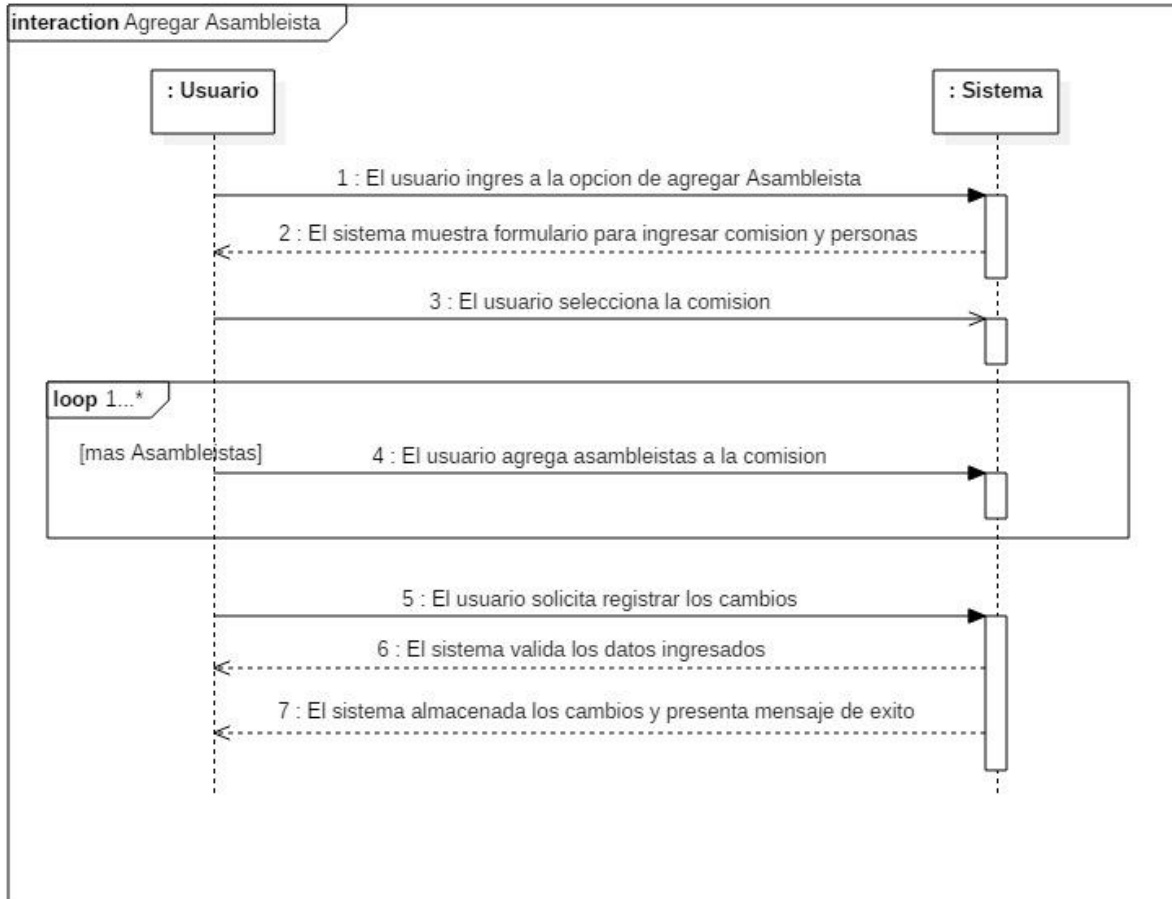 interaction Agregar Asambleista
: Usuario
: Sistema
1 : El usuario ingres a la opcion de agregar Asambleista
2 : El sistema muestra formulario para ingresar comision y personas
3 : El usuario selecciona la comision
loop 1...*
[mas Asambleistas]
4 : El usuario agrega asambleistas a la comision
5 : El usuario solicita registrar los cambios
6 : El sistema valida los datos ingresados
7 : El sistema almacenada los cambios y presenta mensaje de exito